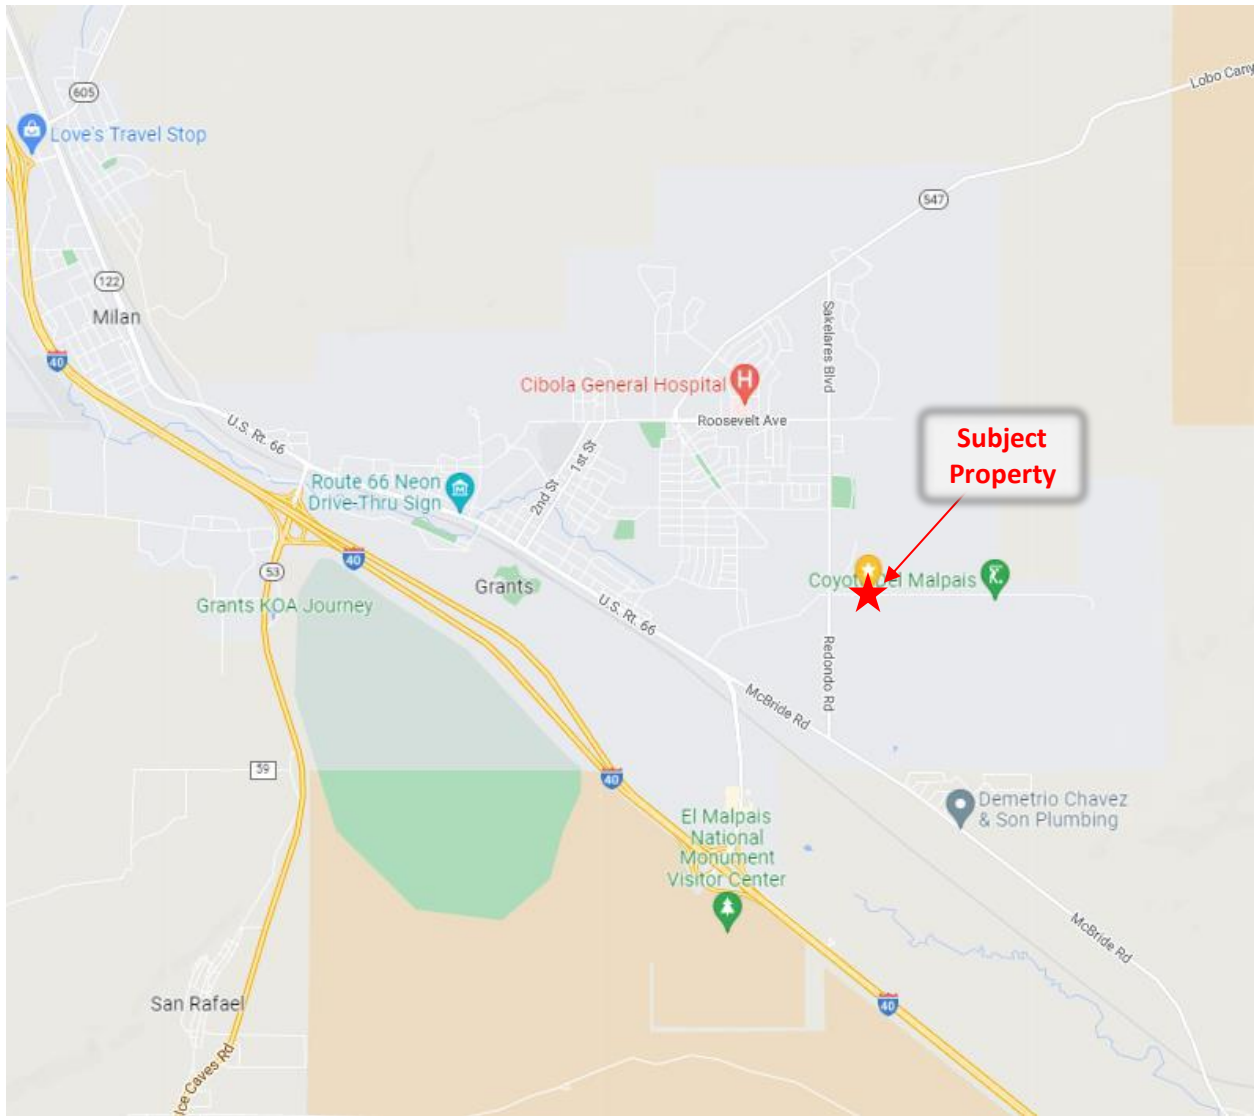 Lobo Cany
605
Love's Travel Stop
547
122
Milan
Sakelares Blvd
40
Cibola General Hospital
H
Roosevelt Ave
U.S. Rt. 66
1st St
Subject
Property
Route 66 Neon
Drive-Thru Sign
2nd St
40
53
Grants
Coyot
el Malpais
Grants KOA Journey
U.S. Rt. 66
Redondo Rd
McBride Rd
59
40
Demetrio Chavez
& Son Plumbing
El Malpais
National
Monument
Visitor Center
McBride Rd
San Rafael
40
Ice Caves Rd